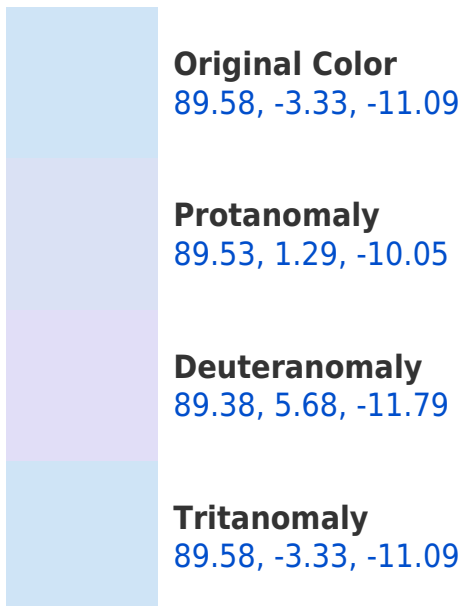 Original Color
89.58, -3.33, -11.09
Protanomaly
89.53, 1.29, -10.05
Deuteranomaly
89.38, 5.68, -11.79
Tritanomaly
89.58, -3.33, -11.09